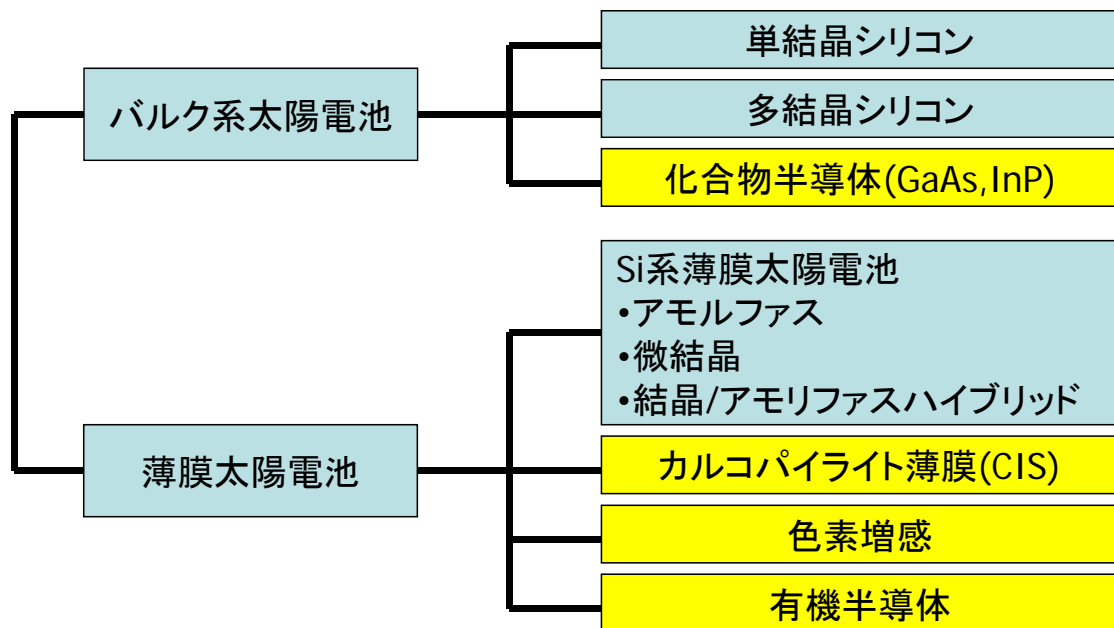 バルク系太陽電池
単結晶シリコン
多結晶シリコン
化合物半導体(GaAs,InP)
薄膜太陽電池
Si系薄膜太陽電池
•アモルファス
•微結晶
•結晶/アモリファスハイブリッド
カルコパイライト薄膜(CIS)
色素増感
有機半導体